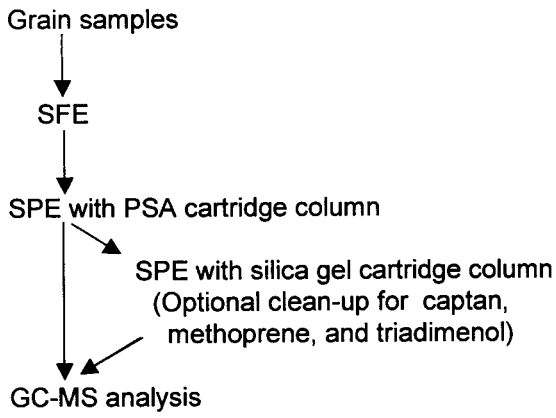 Grain samples
SFE
SPE with PSA cartridge column
SPE with silica gel cartridge column
(Optional clean-up for captan,
methoprene, and triadimenol)
GC-MS analysis